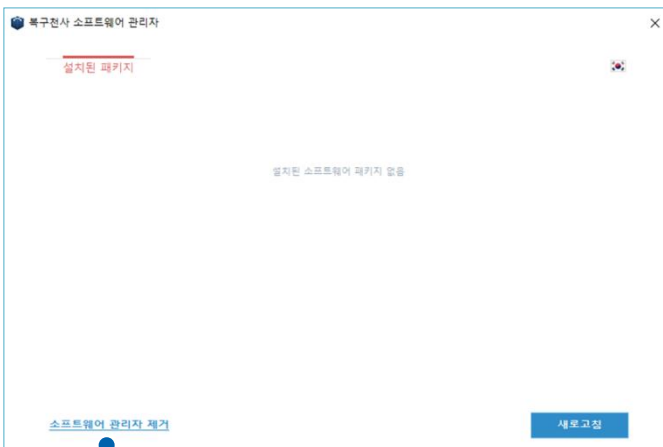 복구천사 소프트웨어 관리자
설치된 패키지
설치된 소프트웨어 패키지 없음
소프트웨어 관리자 제거
새로고침